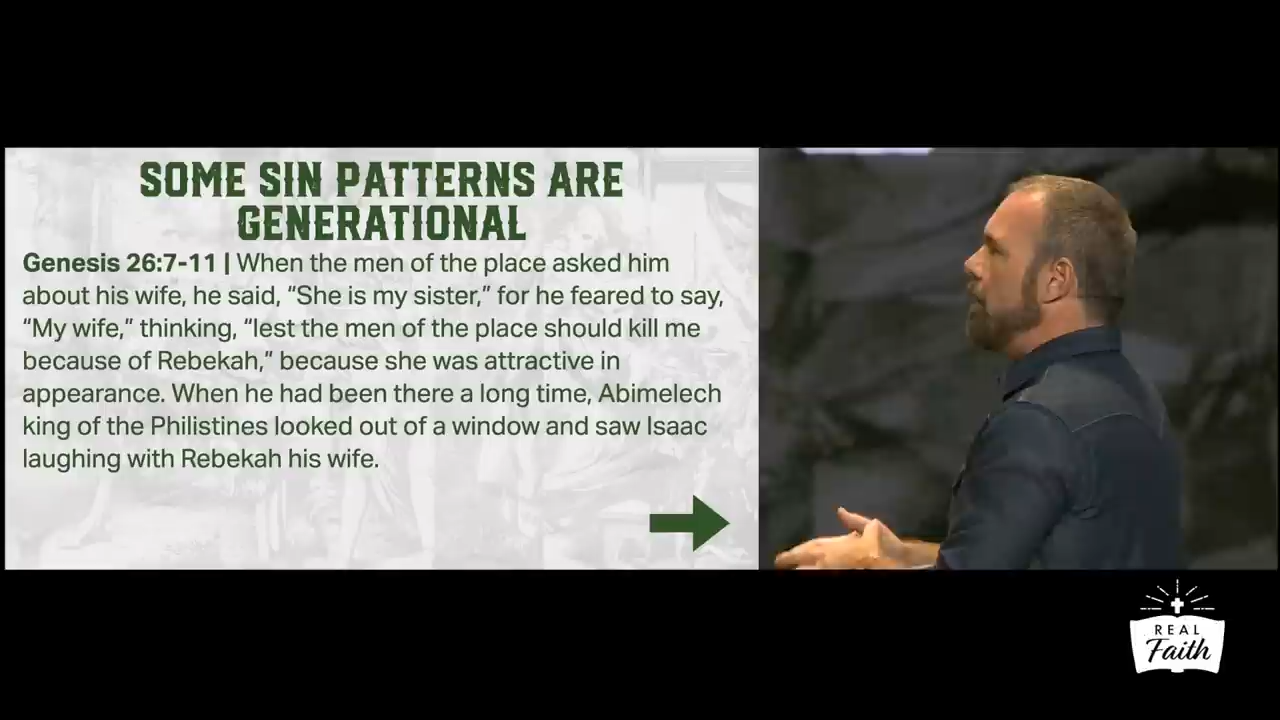 SOME SIN PATTERNS ARE
GENERATIONAL
Genesis 26:7-11 | When the men of the place asked him
about his wife, he said, “She is my sister,” for he feared to say,
“My wife,” thinking, “lest the men of the place should kill me
because of Rebekah,” because she was attractive in
appearance. When he had been there a long time, Abimelech
king of the Philistines looked out of a window and saw Isaac
laughing with Rebekah his wife.
REAL
Faith